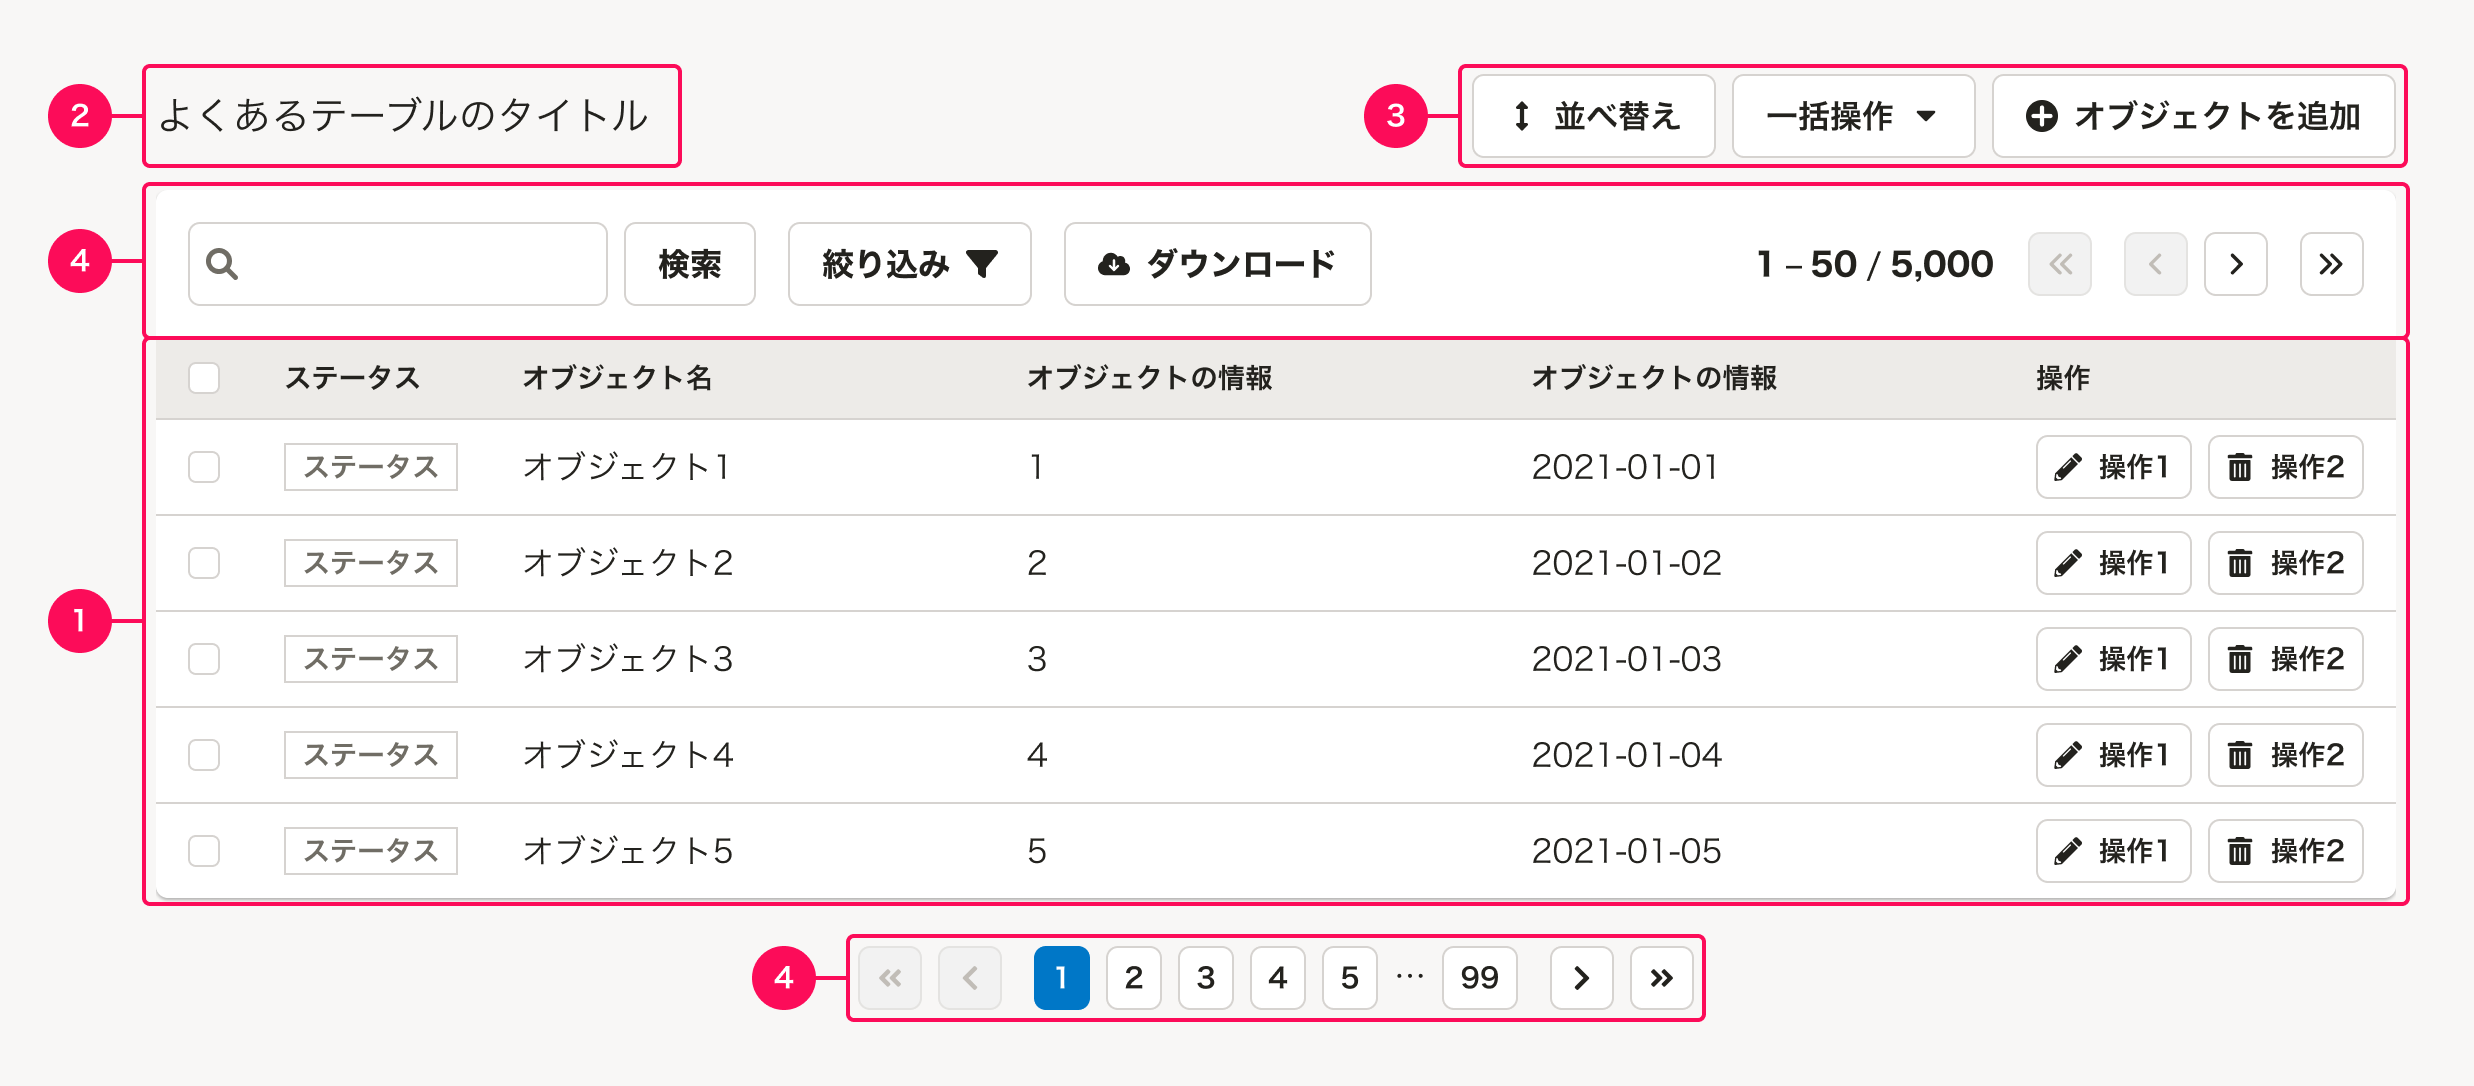 2 よくあるテーブルのタイトル 3 並べ替え 一括操作 オブジェクトを追加
4 検索 絞り込み ダウンロード 1 – 50 / 5,000
ステータス オブジェクト名 オブジェクトの情報 オブジェクトの情報 操作
ステータス オブジェクト1 1 2021-01-01 操作1 操作2
ステータス オブジェクト2 2 2021-01-02 操作1 操作2
1
ステータス オブジェクト3 3 2021-01-03 操作1 操作2
ステータス オブジェクト4 4 2021-01-04 操作1 操作2
ステータス オブジェクト5 5 2021-01-05 操作1 操作2
4 1 2 3 4 5 … 99